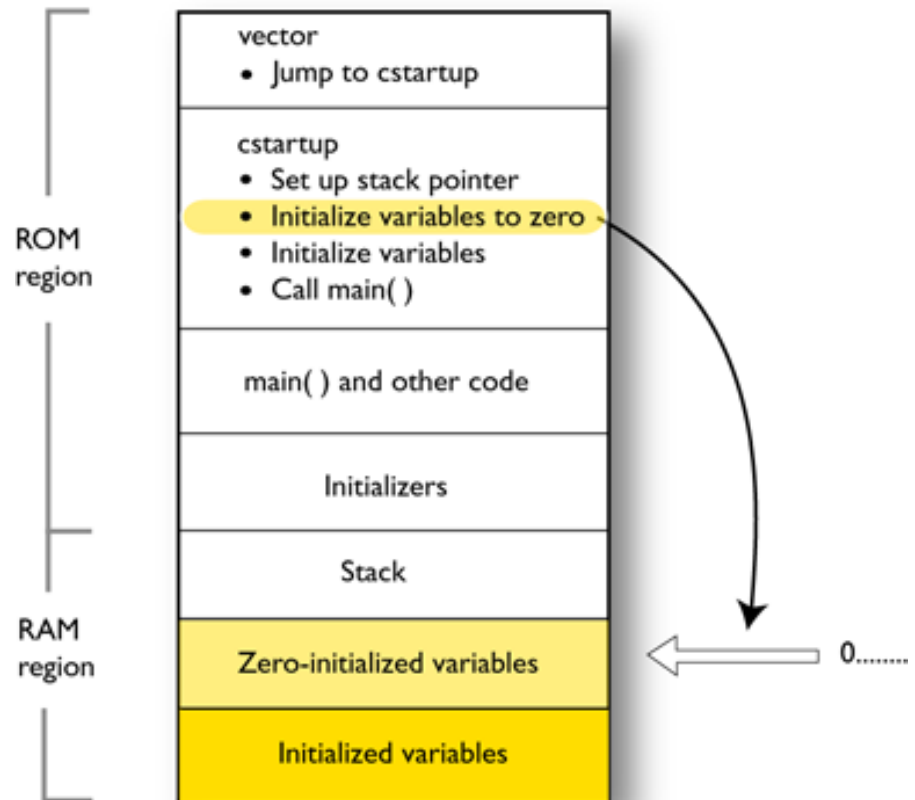 vector
• Jump to cstartup
cstartup
• Set up stack pointer
• Initialize variables to zero
• Initialize variables
• Call main( )
ROM
region
main( ) and other code
Initializers
Stack
RAM
region
Zero-initialized variables
0........
Initialized variables